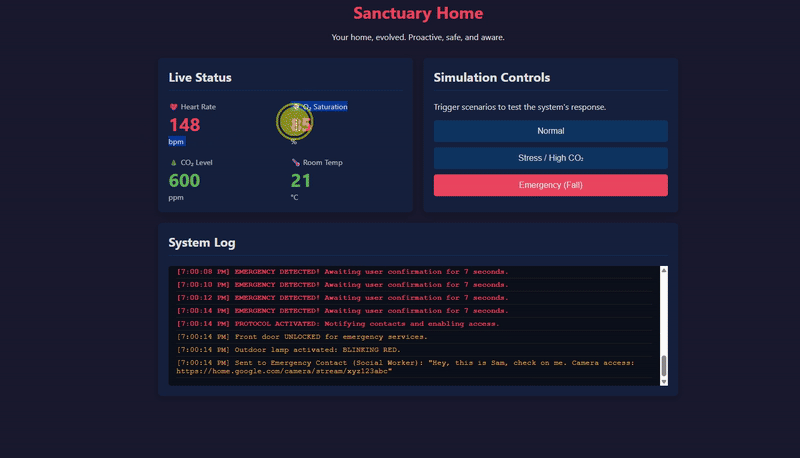 Sanctuary Home
Your home, evolved. Proactive, safe, and aware.
Live Status
Heart Rate
148
bpm
O₂ Saturation
%
CO₂ Level
600
ppm
Room Temp
21
°C
Simulation Controls
Trigger scenarios to test the system's response.
Normal
Stress / High CO₂
Emergency (Fall)
System Log
[7:00:08 PM] EMERGENCY DETECTED! Awaiting user confirmation for 7 seconds.
[7:00:10 PM] EMERGENCY DETECTED! Awaiting user confirmation for 7 seconds.
[7:00:12 PM] EMERGENCY DETECTED! Awaiting user confirmation for 7 seconds.
[7:00:14 PM] EMERGENCY DETECTED! Awaiting user confirmation for 7 seconds.
[7:00:14 PM] PROTOCOL ACTIVATED: Notifying contacts and enabling access.
[7:00:14 PM] Front door UNLOCKED for emergency services.
[7:00:14 PM] Outdoor lamp activated: BLINKING RED.
[7:00:14 PM] Sent to Emergency Contact (Social Worker): "Hey, this is Sam, check on me. Camera access:
https://home.google.com/camera/stream/xyz123abc"